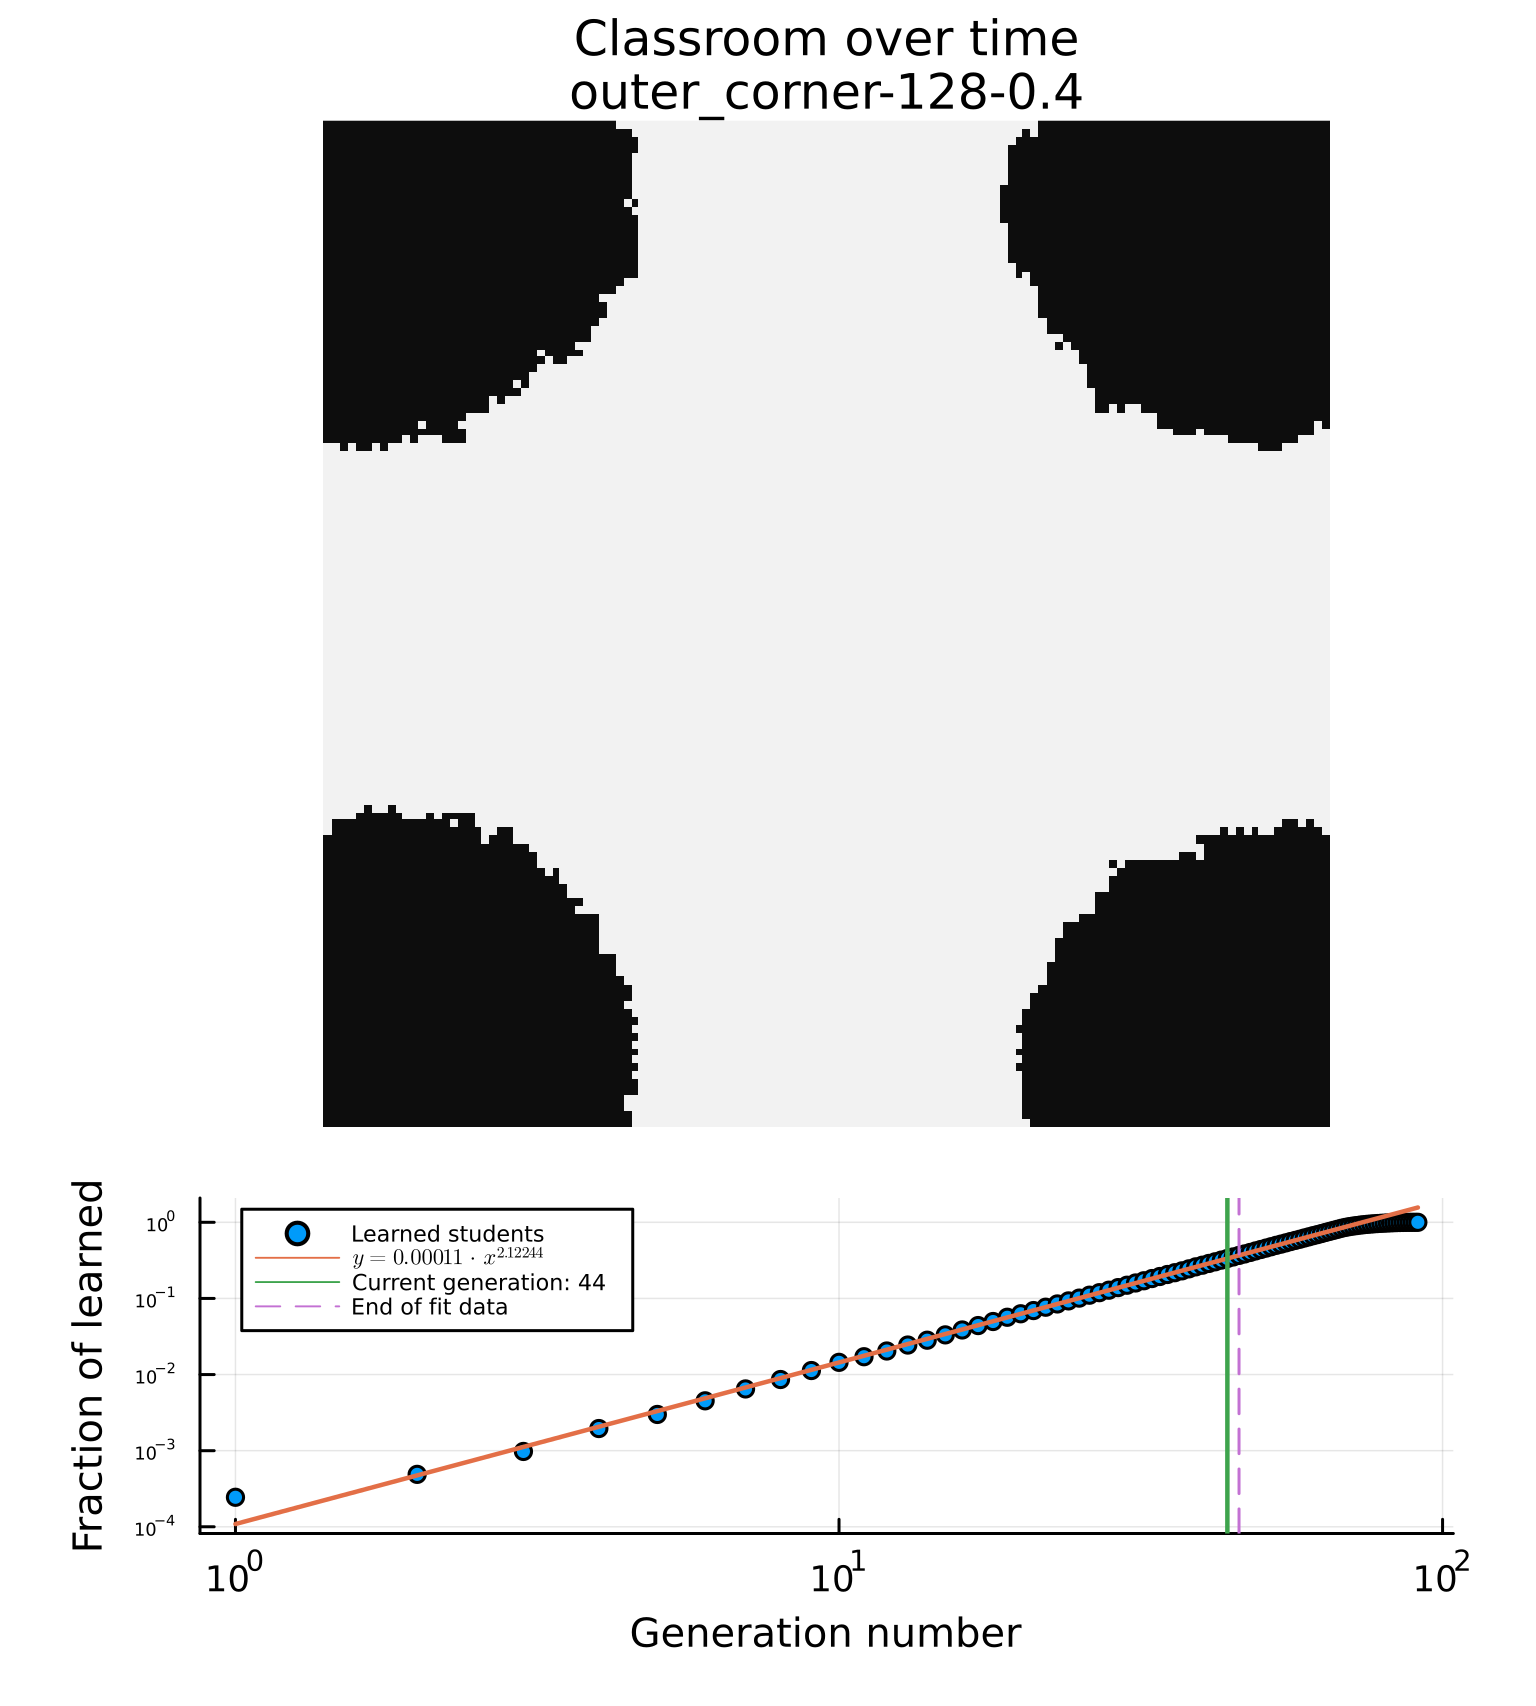 Classroom over time
outer_corner-128-0.4
Fraction of learned
10^0
10^-1
10^-2
10^-3
10^-4
Learned students
y = 0.00011 · x^2.12244
Current generation: 44
End of fit data
10^0 10^1 10^2
Generation number